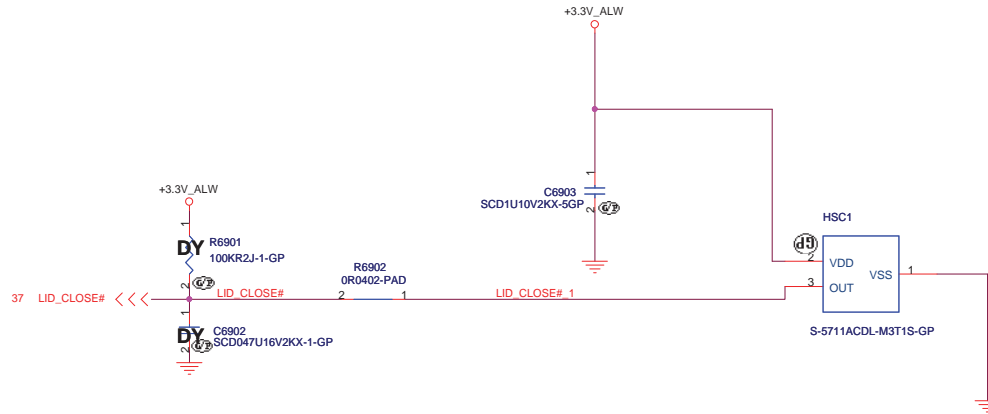 +3.3V_ALW
1
C6903
SCD1U10V2KX-5GP
2
G/P
+3.3V_ALW
1
DY
R6901
100KR2J-1-GP
2
G/P
HSC1
GP
2
VDD
VSS
1
3
OUT
S-5711ACDL-M3T1S-GP
R6902
0R0402-PAD
37 LID_CLOSE#
LID_CLOSE#
2
1
LID_CLOSE#_1
1
DY
C6902
SCD047U16V2KX-1-GP
2
G/P